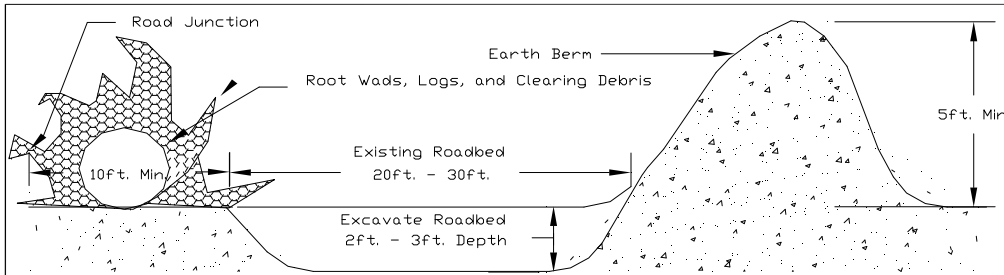 Road Junction
Earth Berm
Root Wads, Logs, and Clearing Debris
5ft. Min
Existing Roadbed
10ft. Min.
20ft. - 30ft.
Excavate Roadbed
2ft. - 3ft. Depth